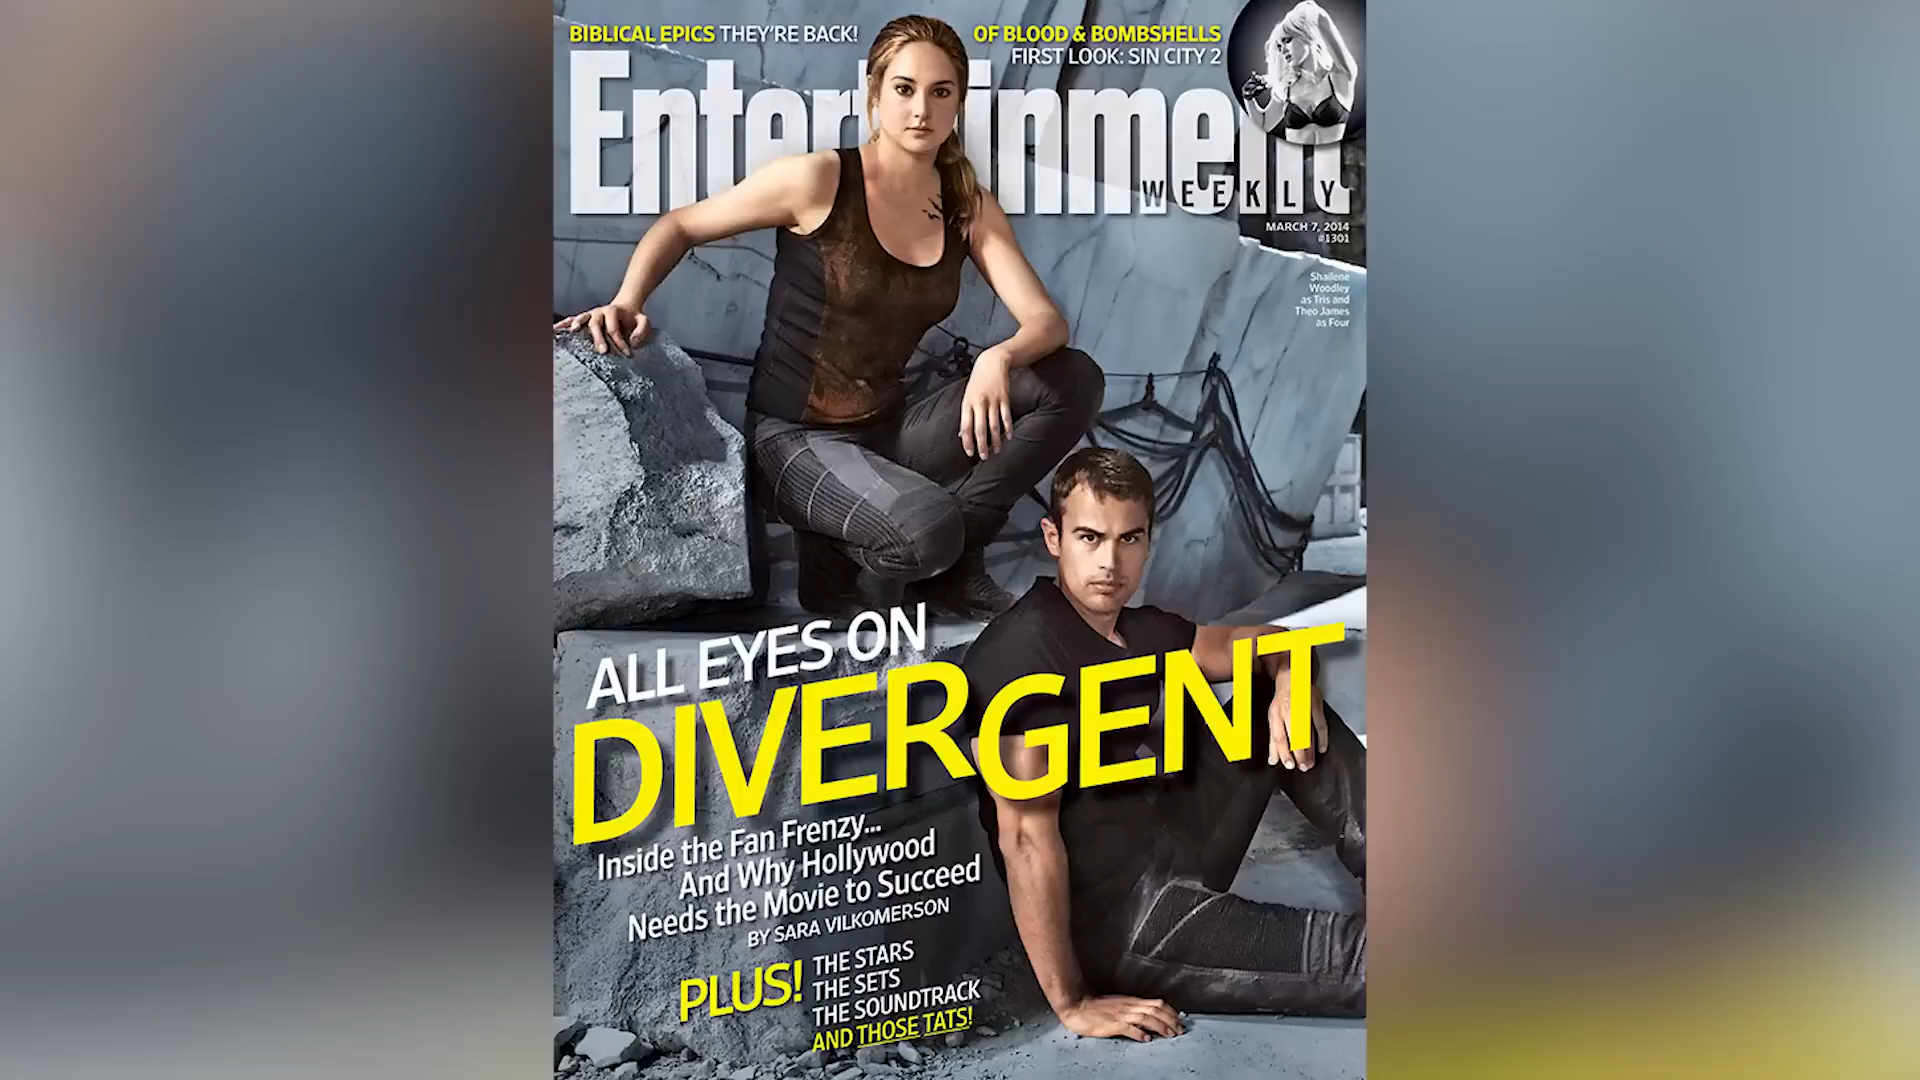 BIBLICAL EPICS THEY'RE BACK!
OF BLOOD & BOMBSHELLS
FIRST LOOK: SIN CITY 2
Entertainment
WEEKLY
MARCH 7, 2014
#1301
Shailene
Woodley
as Tris and
Theo James
as Four
ALL EYES ON
DIVERGENT
Inside the Fan Frenzy...
And Why Hollywood
Needs the Movie to Succeed
BY SARA VILKOMERSON
PLUS!
THE STARS
THE SETS
THE SOUNDTRACK
AND THOSE TATS!